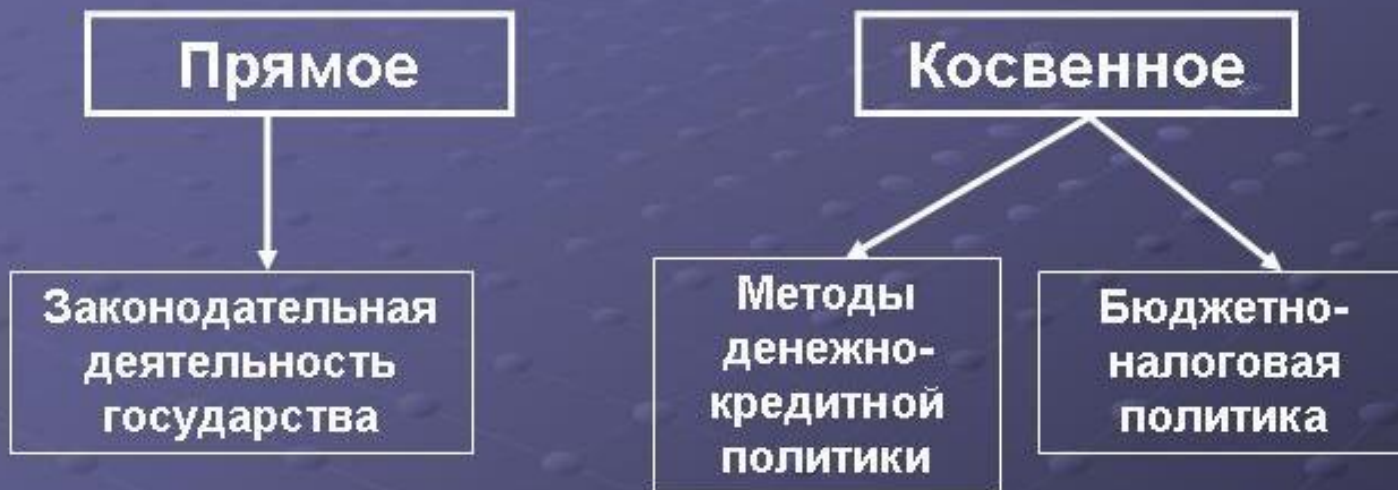 Прямое
Косвенное
Законодательная
деятельность
государства
Методы
денежно-
кредитной
политики
Бюджетно-
налоговая
политика